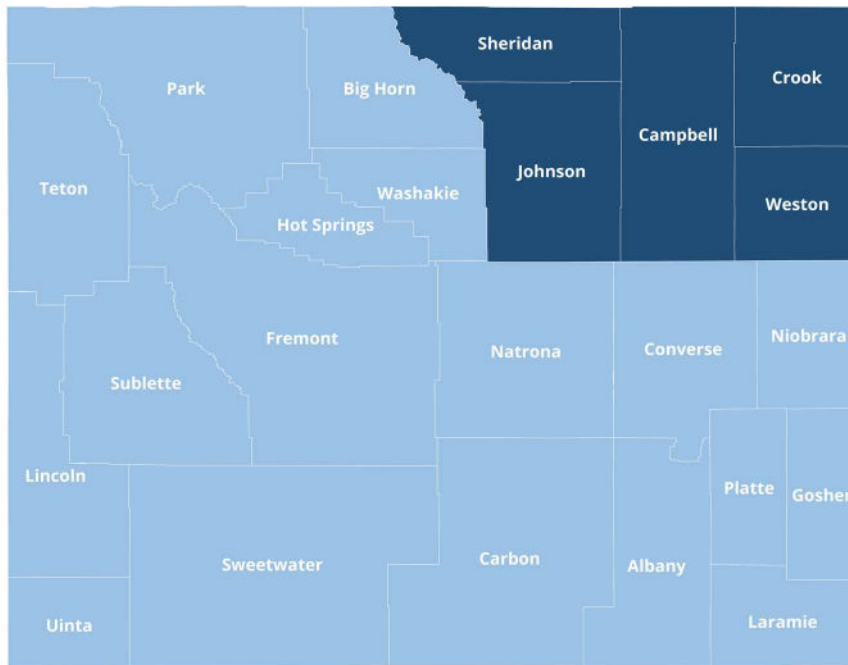 Sheridan
Crook
Park
Big Horn
Campbell
Johnson
Teton
Washakie
Weston
Hot Springs
Fremont
Natrona
Converse
Niobrara
Sublette
Lincoln
Platte
Goshen
Sweetwater
Carbon
Albany
Uinta
Laramie